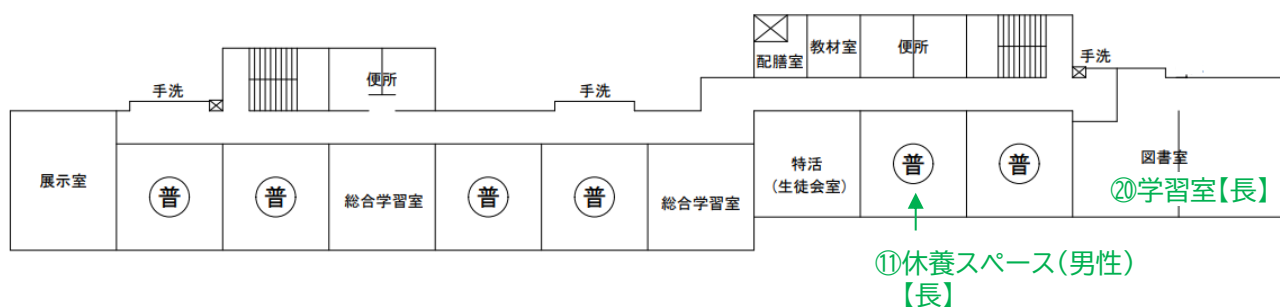 配膳室
教材室
便所
手洗
便所
手洗
手洗
展示室
普
普
総合学習室
普
普
総合学習室
特活
(生徒会室)
普
普
図書室
⑳学習室【長】
⑪休養スペース(男性)
【長】